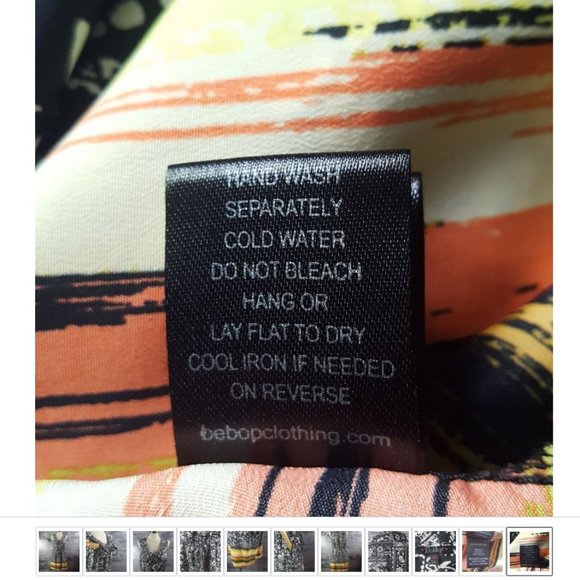 HAND WASH
SEPARATELY
COLD WATER
DO NOT BLEACH
HANG OR
LAY FLAT TO DRY
COOL IRON IF NEEDED
ON REVERSE
bebopclothing.com